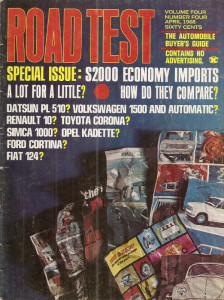 ROAD TEST
VOLUME FOUR
NUMBER FOUR
APRIL 1968
SIXTY CENTS
THE AUTOMOBILE
BUYER'S GUIDE
CONTAINS NO
ADVERTISING.
SPECIAL ISSUE: $2000 ECONOMY IMPORTS
A LOT FOR A LITTLE? HOW DO THEY COMPARE?
DATSUN PL 510? VOLKSWAGEN 1500 AND AUTOMATIC?
RENAULT 10? TOYOTA CORONA?
SIMCA 1000? OPEL KADETTE?
FORD CORTINA?
FIAT 124?